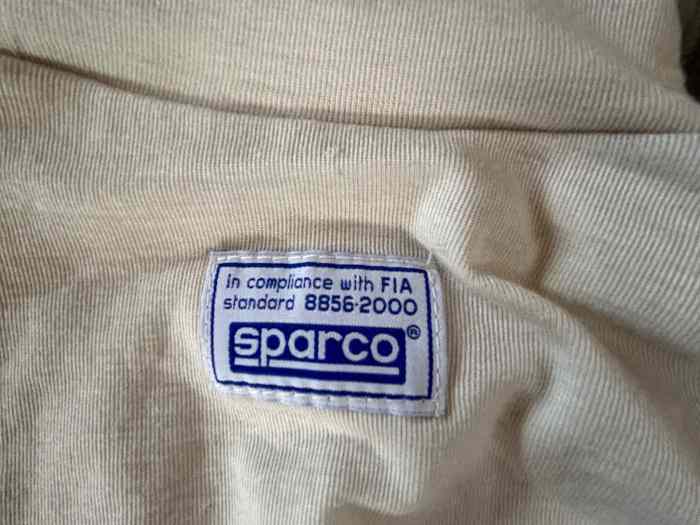 in compliance with FIA
standard 8856-2000
sparco®